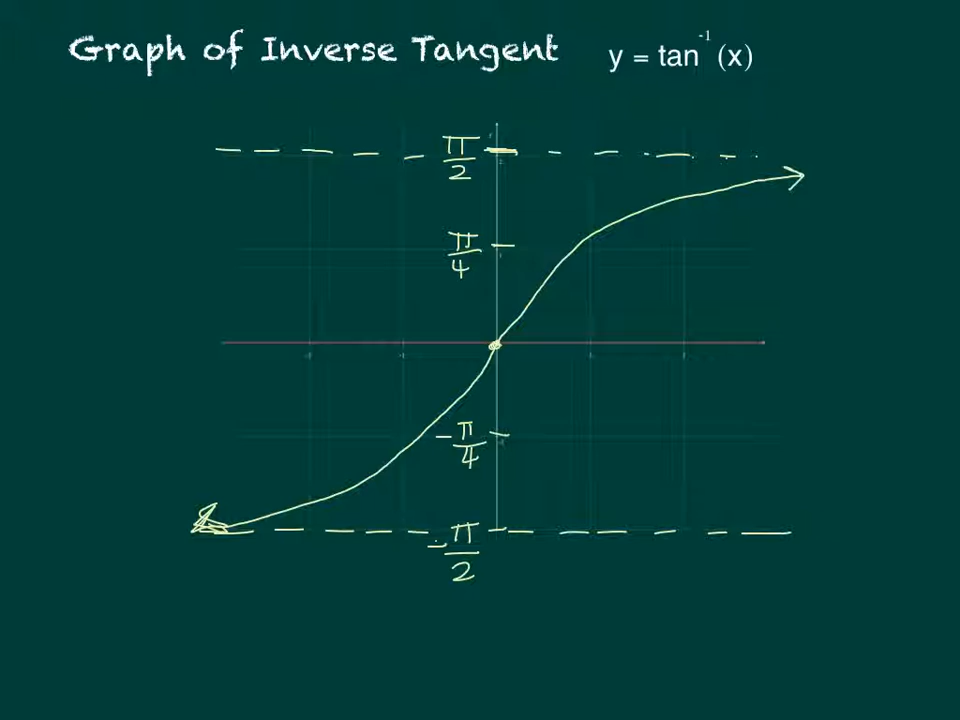 Graph of Inverse Tangent y = tan⁻¹(x)
π/2
π/4
-π/4
-π/2